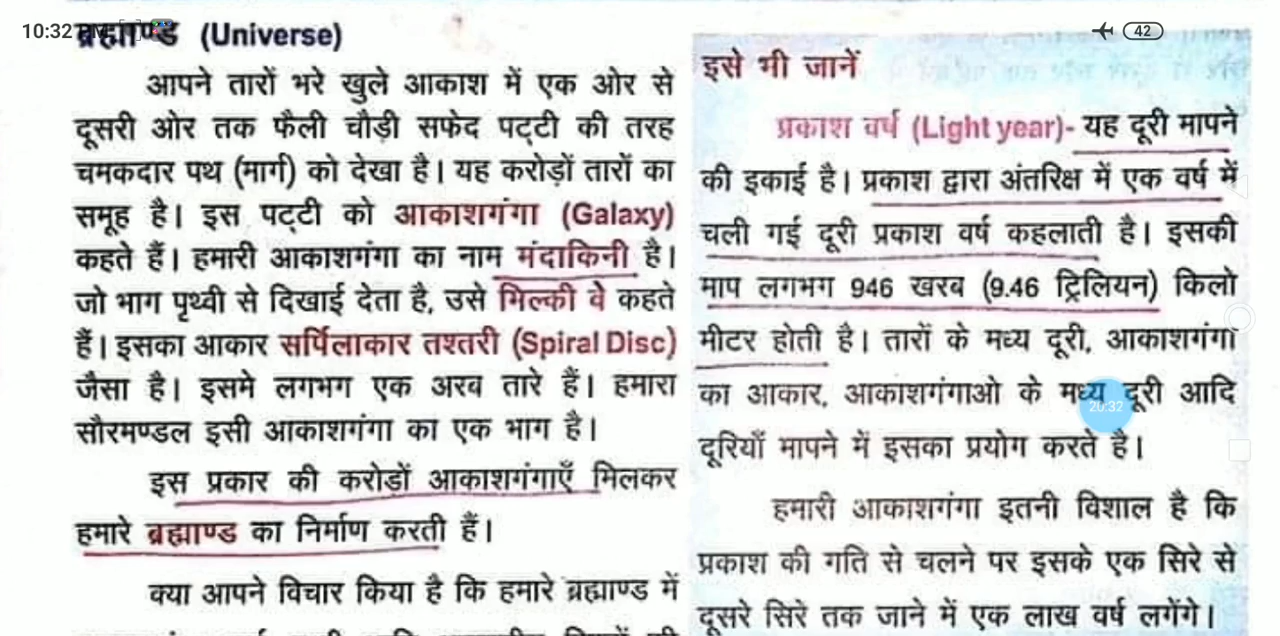 10:32 PM
42
ब्रह्माण्ड (Universe)
आपने तारों भरे खुले आकाश में एक ओर से
दूसरी ओर तक फैली चौड़ी सफेद पट्टी की तरह
चमकदार पथ (मार्ग) को देखा है। यह करोड़ों तारों का
समूह है। इस पट्टी को आकाशगंगा (Galaxy)
कहते हैं। हमारी आकाशगंगा का नाम मंदाकिनी है।
जो भाग पृथ्वी से दिखाई देता है, उसे मिल्की वे कहते
हैं। इसका आकार सर्पिलाकार तश्तरी (Spiral Disc)
जैसा है। इसमे लगभग एक अरब तारे हैं। हमारा
सौरमण्डल इसी आकाशगंगा का एक भाग है।
इस प्रकार की करोड़ों आकाशगंगाएँ मिलकर
हमारे ब्रह्माण्ड का निर्माण करती हैं।
क्या आपने विचार किया है कि हमारे ब्रह्माण्ड में
इसे भी जानें
प्रकाश वर्ष (Light year)- यह दूरी मापने
की इकाई है। प्रकाश द्वारा अंतरिक्ष में एक वर्ष में
चली गई दूरी प्रकाश वर्ष कहलाती है। इसकी
माप लगभग 946 खरब (9.46 ट्रिलियन) किलो
मीटर होती है। तारों के मध्य दूरी, आकाशगंगा
का आकार, आकाशगंगाओ के मध्य दूरी आदि
20:32
दूरियाँ मापने में इसका प्रयोग करते है।
हमारी आकाशगंगा इतनी विशाल है कि
प्रकाश की गति से चलने पर इसके एक सिरे से
दूसरे सिरे तक जाने में एक लाख वर्ष लगेंगे।